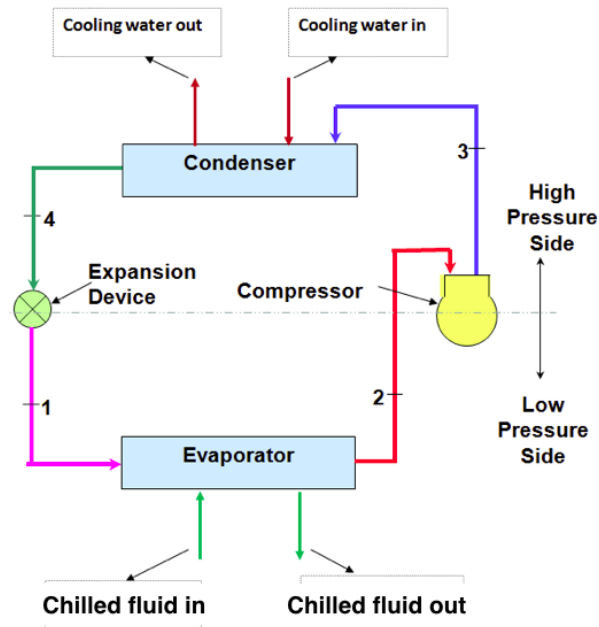 Cooling water out
Cooling water in
Condenser
3
4
High
Pressure
Side
Expansion
Device
Compressor
1
2
Low
Pressure
Side
Evaporator
Chilled fluid in
Chilled fluid out